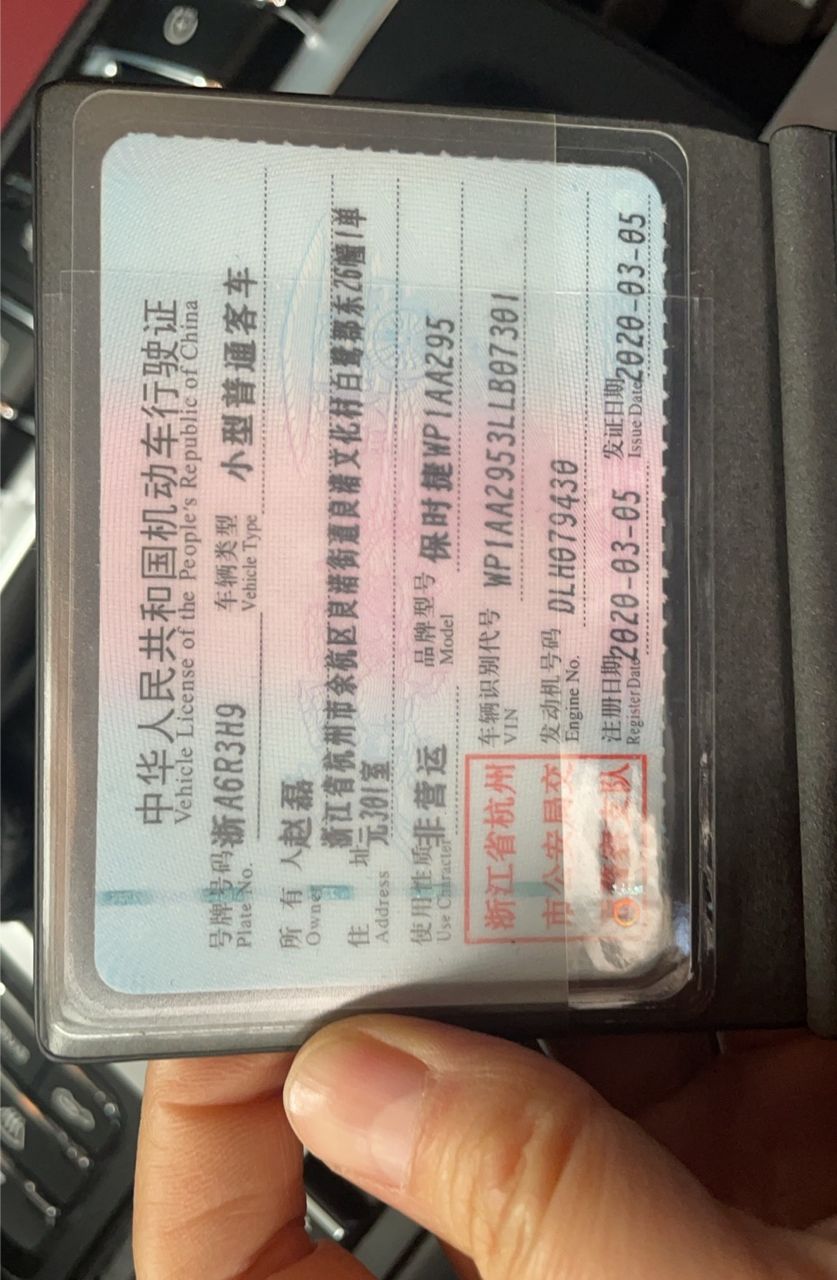 中华人民共和国机动车行驶证
Vehicle License of the People's Republic of China
号牌号码 浙A6R3H9 车辆类型 小型普通客车
Plate No. Vehicle Type
所有人 赵磊
Owner
住址 浙江省杭州市余杭区良渚街道良渚文化村白鹭郡东26幢1单
Address 元301室
使用性质 非营运 品牌型号 保时捷WP1AA295
Use Character Model
浙江省杭州
市公安局交
警察支队
车辆识别代号 WP1AA2953LLB07301
VIN
发动机号码 DLH079430
Engine No.
注册日期 2020-03-05 发证日期 2020-03-05
Register Date Issue Date